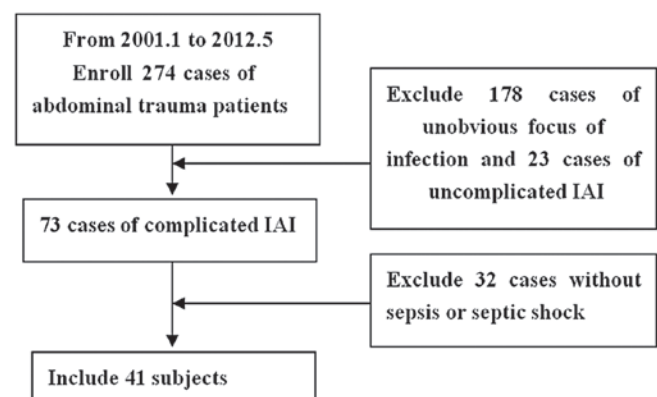 From 2001.1 to 2012.5
Enroll 274 cases of
abdominal trauma patients
Exclude 178 cases of
unobvious focus of
infection and 23 cases of
uncomplicated IAI
73 cases of complicated IAI
Exclude 32 cases without
sepsis or septic shock
Include 41 subjects